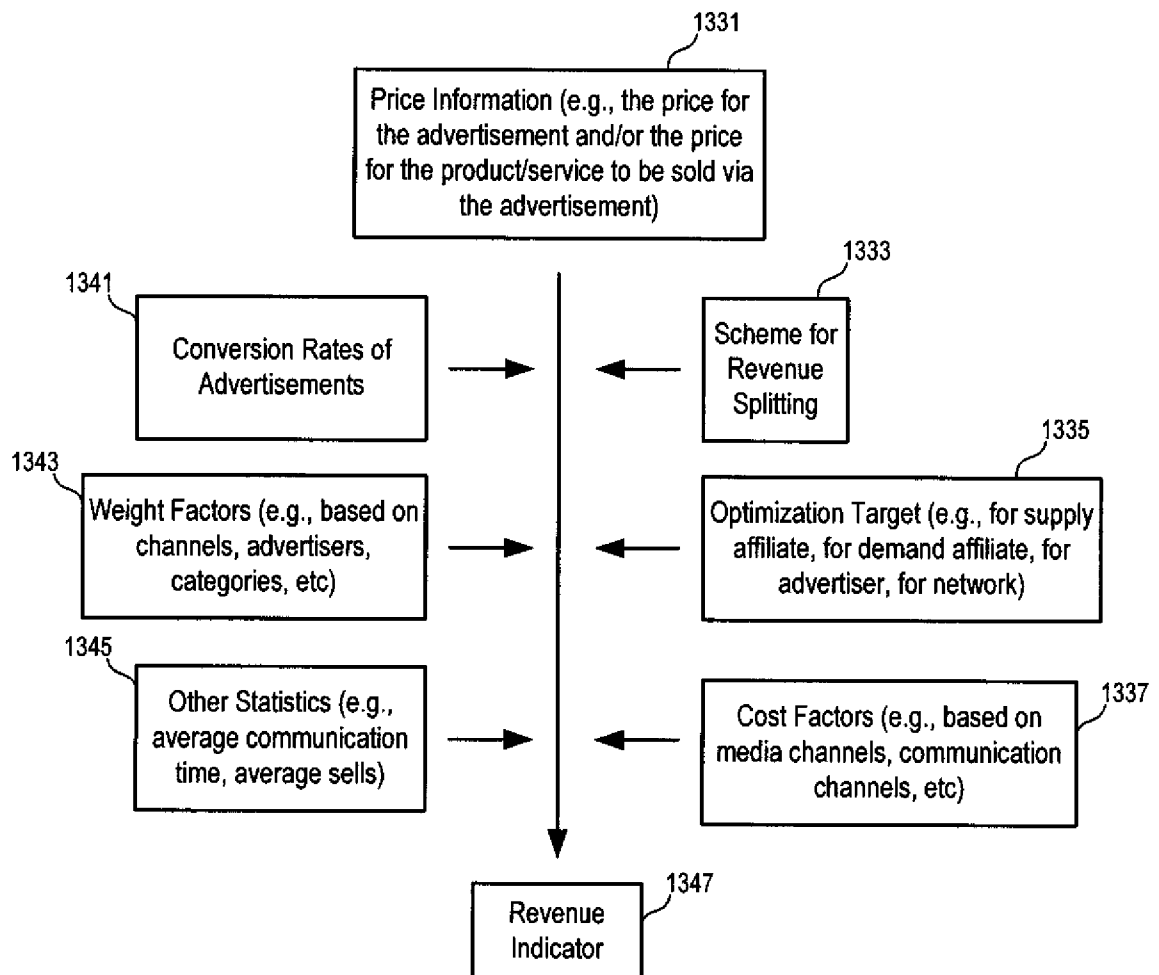 1331
Price Information (e.g., the price for
the advertisement and/or the price
for the product/service to be sold via
the advertisement)
1341
Conversion Rates of
Advertisements
1333
Scheme for
Revenue
Splitting
1343
Weight Factors (e.g., based on
channels, advertisers,
categories, etc)
1335
Optimization Target (e.g., for supply
affiliate, for demand affiliate, for
advertiser, for network)
1345
Other Statistics (e.g.,
average communication
time, average sells)
1337
Cost Factors (e.g., based on
media channels, communication
channels, etc)
1347
Revenue
Indicator